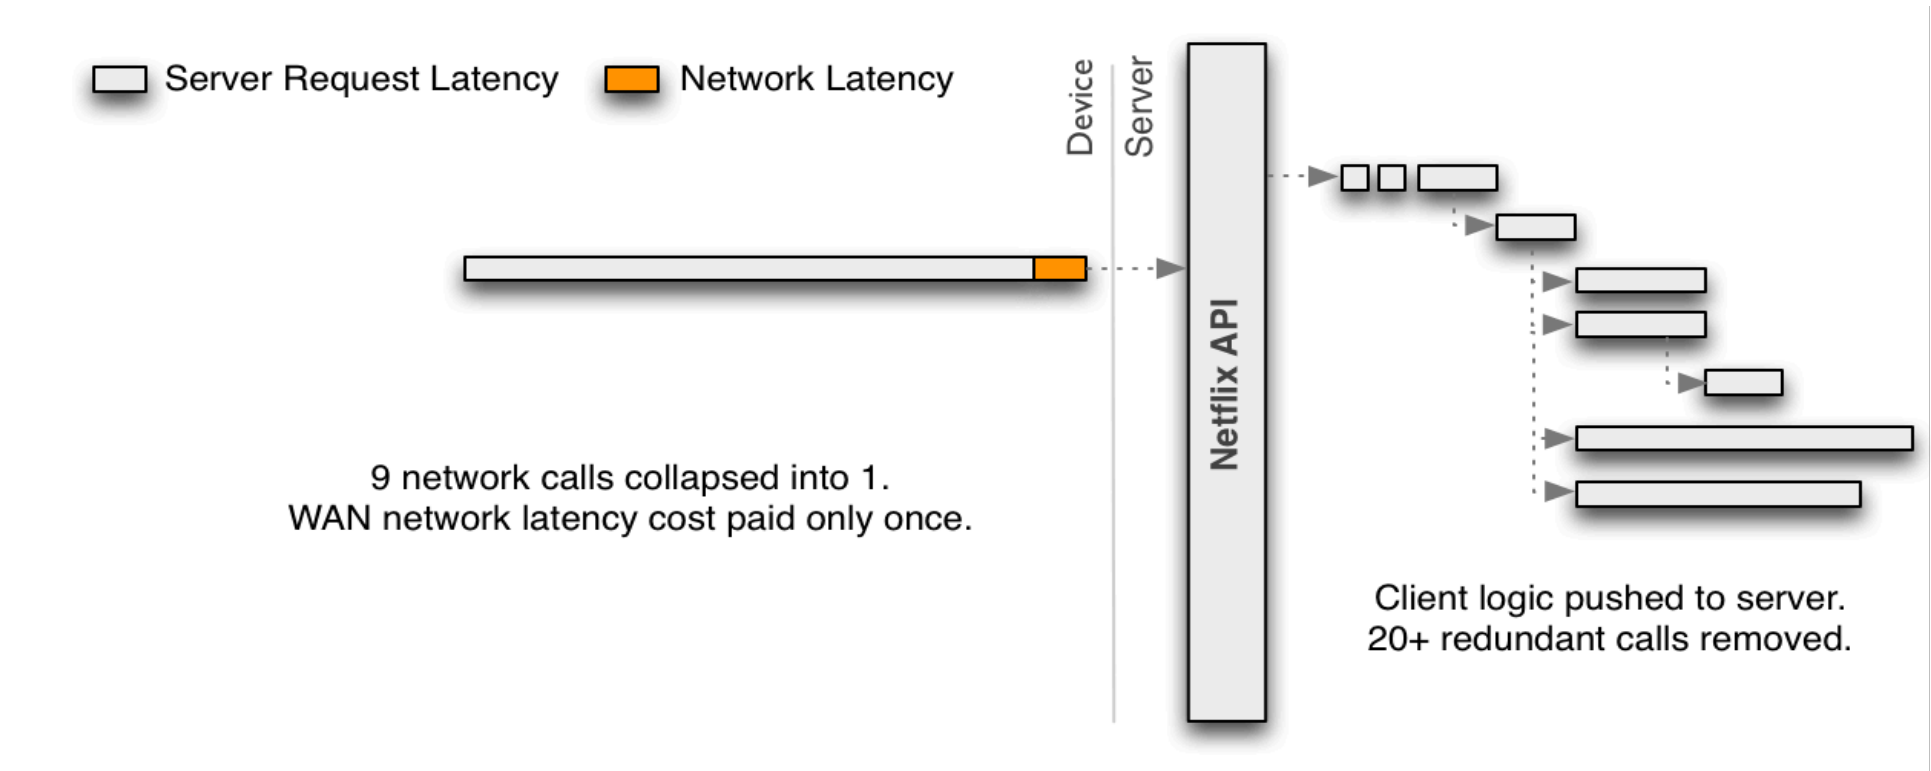 Server Request Latency
Network Latency
Device
Server
Netflix API
9 network calls collapsed into 1.
WAN network latency cost paid only once.
Client logic pushed to server.
20+ redundant calls removed.